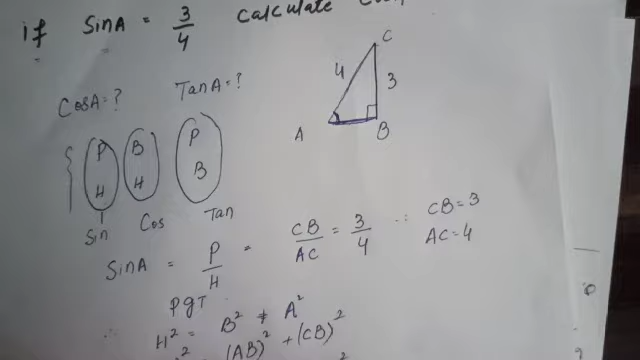 if SinA = 3/4 Calculate
CosA=? TanA=?
C
4 3
A B
P B P
H H B
Sin Cos Tan
SinA = P/H = CB/AC = 3/4 ∴ CB=3
AC=4
PGT
∴ H² = B² + A²
(AB)² + (CB)²